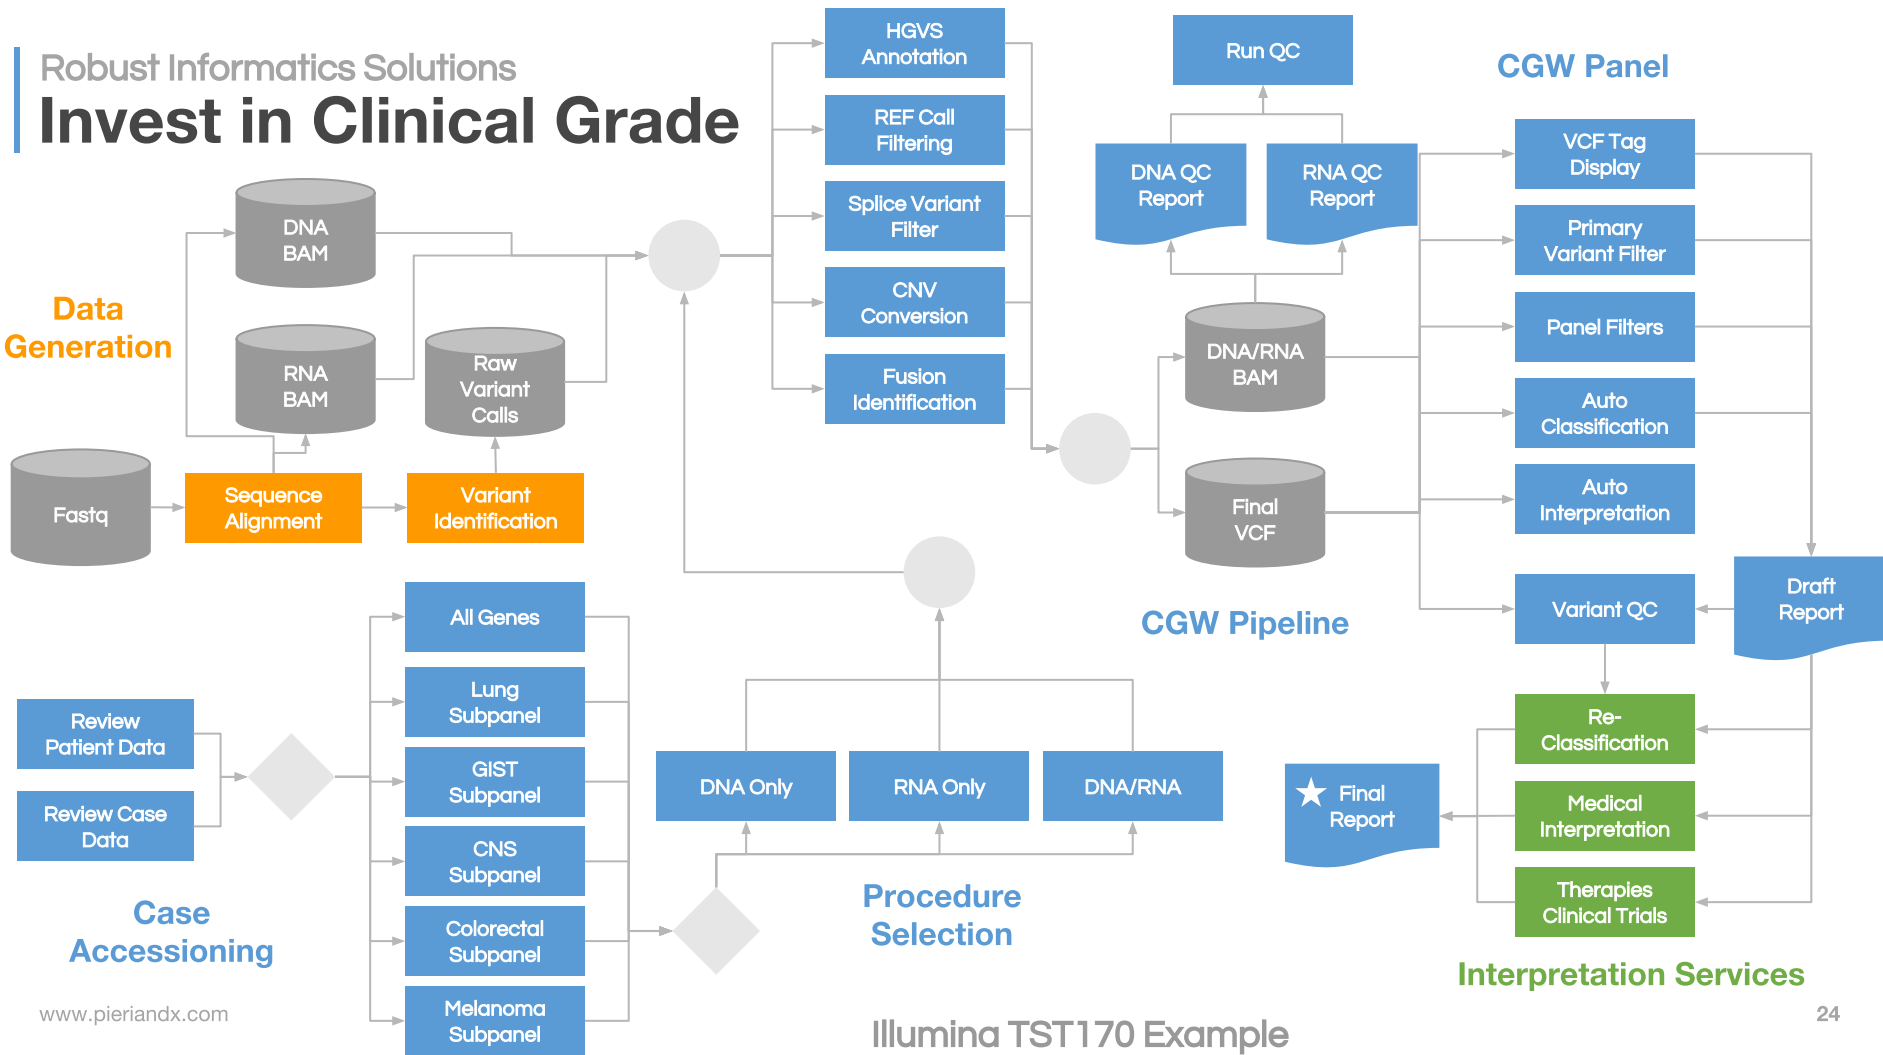 Robust Informatics Solutions
Invest in Clinical Grade
Data
Generation
DNA
BAM
RNA
BAM
Raw
Variant
Calls
Fastq
Sequence
Alignment
Variant
Identification
HGVS
Annotation
REF Call
Filtering
Splice Variant
Filter
CNV
Conversion
Fusion
Identification
Run QC
DNA QC
Report
RNA QC
Report
DNA/RNA
BAM
Final
VCF
CGW Pipeline
CGW Panel
VCF Tag
Display
Primary
Variant Filter
Panel Filters
Auto
Classification
Auto
Interpretation
Variant QC
Draft
Report
Re-
Classification
Medical
Interpretation
Therapies
Clinical Trials
Final
Report
Interpretation Services
Review
Patient Data
Review Case
Data
Case
Accessioning
All Genes
Lung
Subpanel
GIST
Subpanel
CNS
Subpanel
Colorectal
Subpanel
Melanoma
Subpanel
DNA Only
RNA Only
DNA/RNA
Procedure
Selection
www.pieriandx.com
Illumina TST170 Example
24